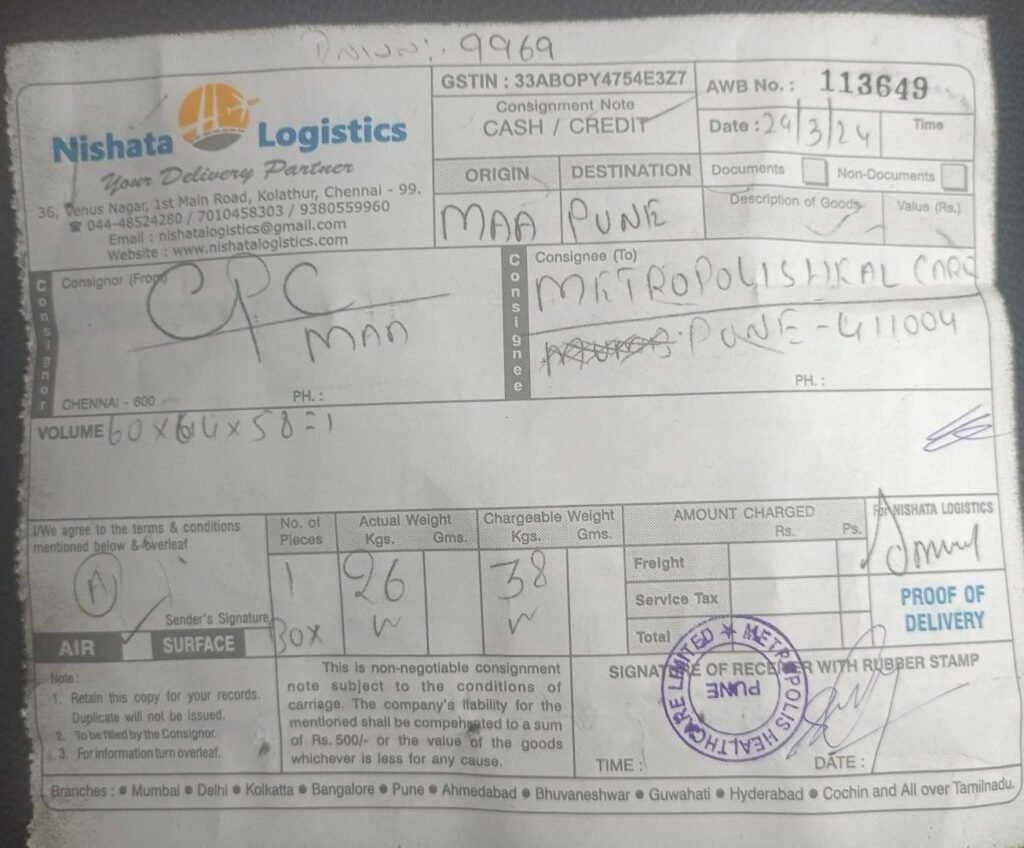 9969
Nishata Logistics
Your Delivery Partner
36, Venus Nagar, 1st Main Road, Kolathur, Chennai - 99.
☎ 044-48524280 / 7010458303 / 9380559960
Email : nishatalogistics@gmail.com
Website : www.nishatalogistics.com
GSTIN : 33ABOPY4754E3Z7
Consignment Note
CASH / CREDIT
AWB No. : 113649
Date : 29/3/24
Time
ORIGIN
DESTINATION
MAA
PUNE
Documents
Non-Documents
Description of Goods
Value (Rs.)
Consignor
Consignor (From)
CPC
MAA
CHENNAI - 600
PH. :
Consignee
Consignee (To)
PUNE - 411004
PH. :
VOLUME 60 x 64 x 58 = 1
I/We agree to the terms & conditions
mentioned below & overleaf
A
Sender's Signature
AIR ✓ SURFACE
No. of Pieces
1
BOX
Actual Weight
Kgs. Gms.
26
Chargeable Weight
Kgs. Gms.
38
AMOUNT CHARGED
Rs. Ps.
Freight
Service Tax
Total
For NISHATA LOGISTICS
PROOF OF
DELIVERY
Note :
1. Retain this copy for your records.
Duplicate will not be issued.
2. To be filled by the Consignor.
3. For information turn overleaf.
This is non-negotiable consignment
note subject to the conditions of
carriage. The company's liability for the
mentioned shall be compensated to a sum
of Rs. 500/- or the value of the goods
whichever is less for any cause.
SIGNATURE OF RECEIVER WITH RUBBER STAMP
METROPOLIS HEALTHCARE LIMITED ★
PUNE
TIME :
DATE :
Branches : ● Mumbai ● Delhi ● Kolkatta ● Bangalore ● Pune ● Ahmedabad ● Bhuvaneshwar ● Guwahati ● Hyderabad ● Cochin and All over Tamilnadu.